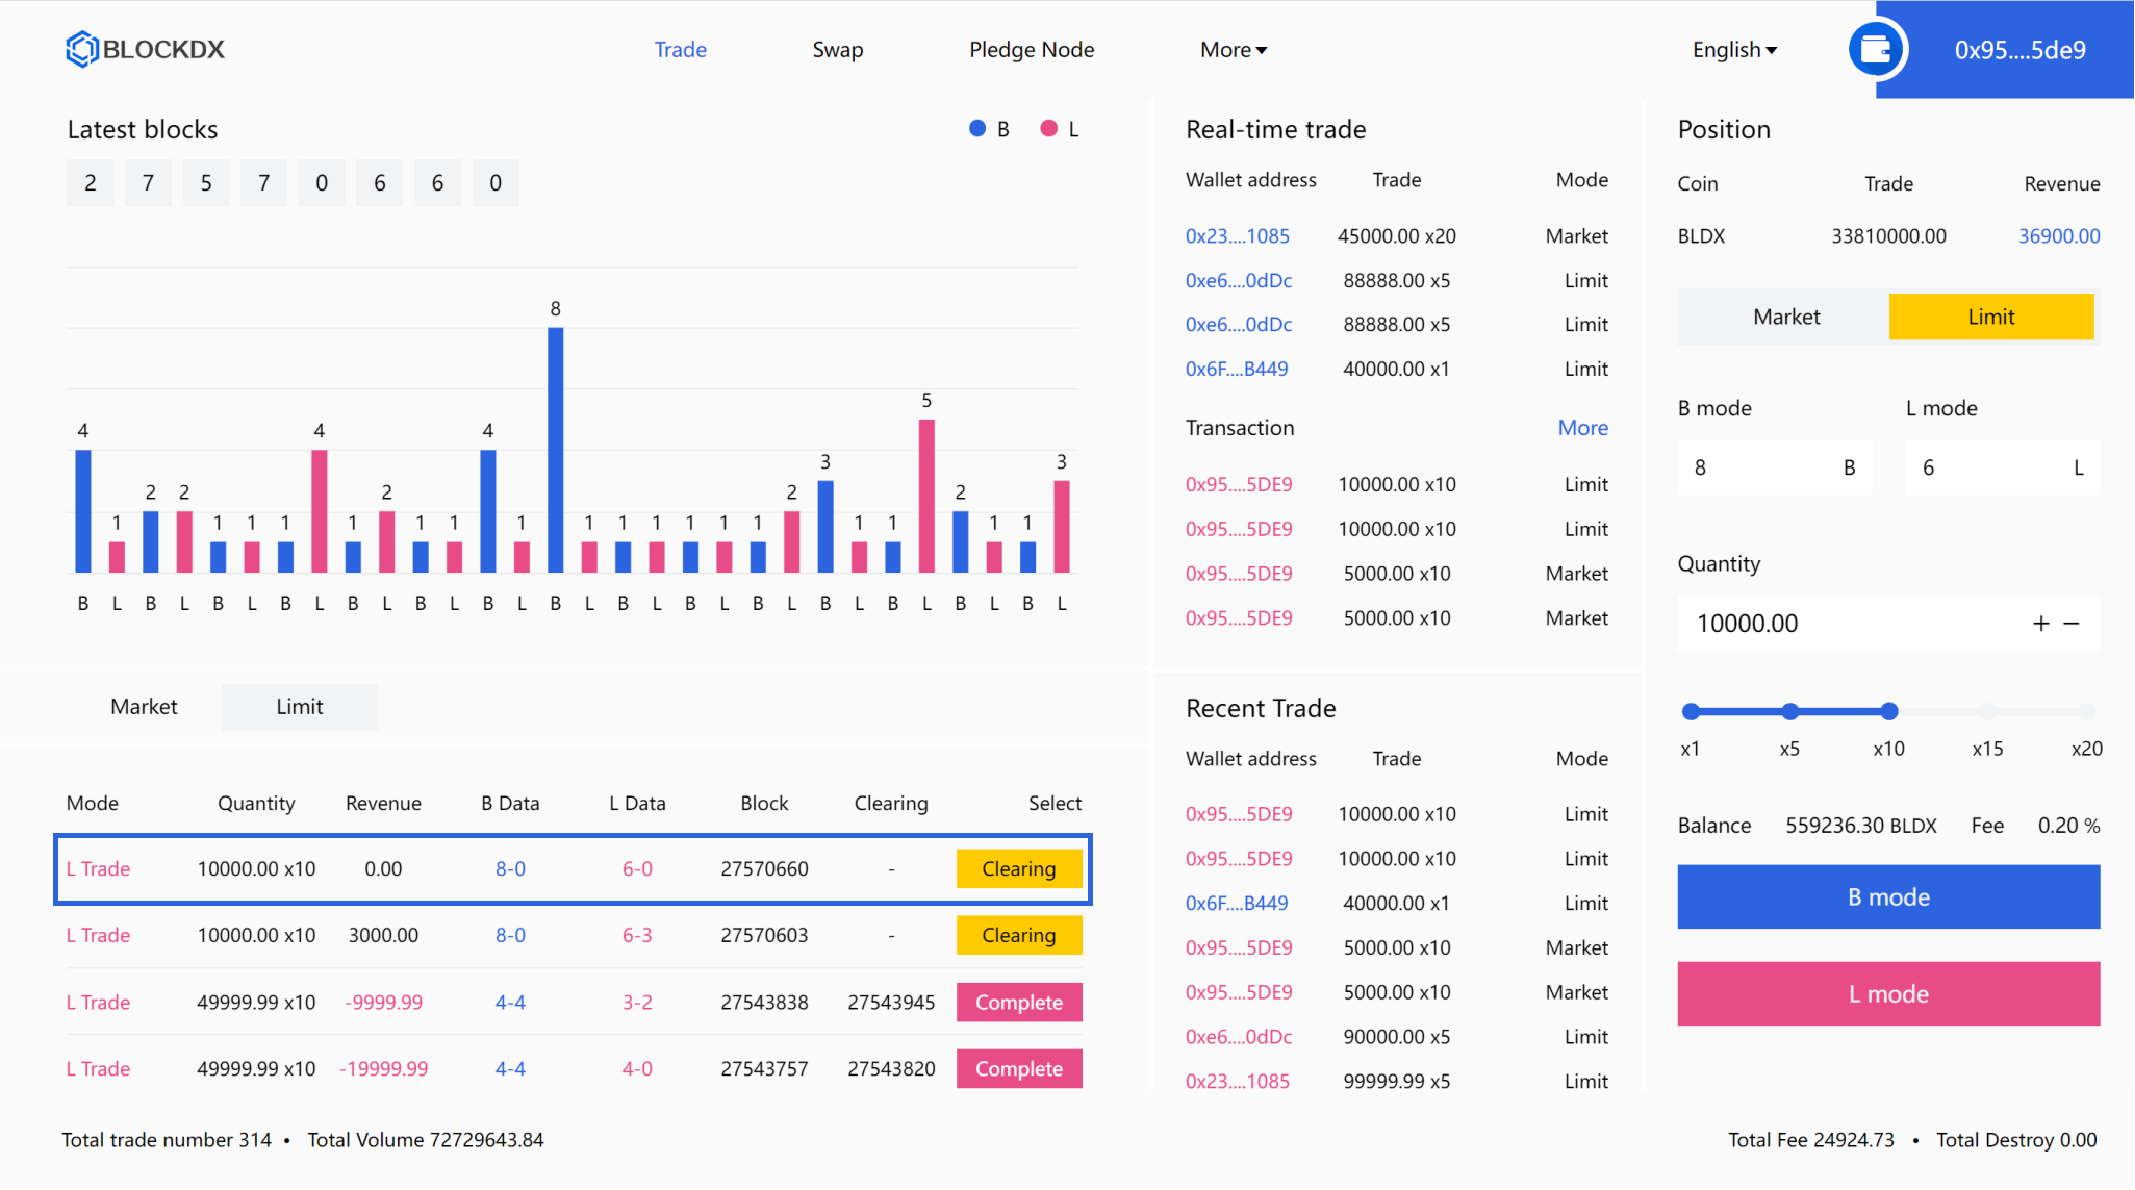 BLOCKDX
Trade Swap Pledge Node More
English 0x95....5de9
Latest blocks
B L
2 7 5 7 0 6 6 0
4 1 2 2 1 1 1 4 1 2 1 1 4 1 8 1 1 1 1 1 1 2 3 1 1 5 2 1 1 3
B L B L B L B L B L B L B L B L B L B L B L B L B L B L B L
Real-time trade
Wallet address Trade Mode
0x23....1085 45000.00 x20 Market
0xe6....0dDc 88888.00 x5 Limit
0xe6....0dDc 88888.00 x5 Limit
0x6F....B449 40000.00 x1 Limit
Transaction More
0x95....5DE9 10000.00 x10 Limit
0x95....5DE9 10000.00 x10 Limit
0x95....5DE9 5000.00 x10 Market
0x95....5DE9 5000.00 x10 Market
Position
Coin Trade Revenue
BLDX 33810000.00 36900.00
Market Limit
B mode L mode
8 B 6 L
Quantity
10000.00 + −
x1 x5 x10 x15 x20
Balance 559236.30 BLDX Fee 0.20 %
B mode
L mode
Market Limit
Mode Quantity Revenue B Data L Data Block Clearing Select
L Trade 10000.00 x10 0.00 8-0 6-0 27570660 - Clearing
L Trade 10000.00 x10 3000.00 8-0 6-3 27570603 - Clearing
L Trade 49999.99 x10 -9999.99 4-4 3-2 27543838 27543945 Complete
L Trade 49999.99 x10 -19999.99 4-4 4-0 27543757 27543820 Complete
Recent Trade
Wallet address Trade Mode
0x95....5DE9 10000.00 x10 Limit
0x95....5DE9 10000.00 x10 Limit
0x6F....B449 40000.00 x1 Limit
0x95....5DE9 5000.00 x10 Market
0x95....5DE9 5000.00 x10 Market
0xe6....0dDc 90000.00 x5 Limit
0x23....1085 99999.99 x5 Limit
Total trade number 314 • Total Volume 72729643.84
Total Fee 24924.73 • Total Destroy 0.00